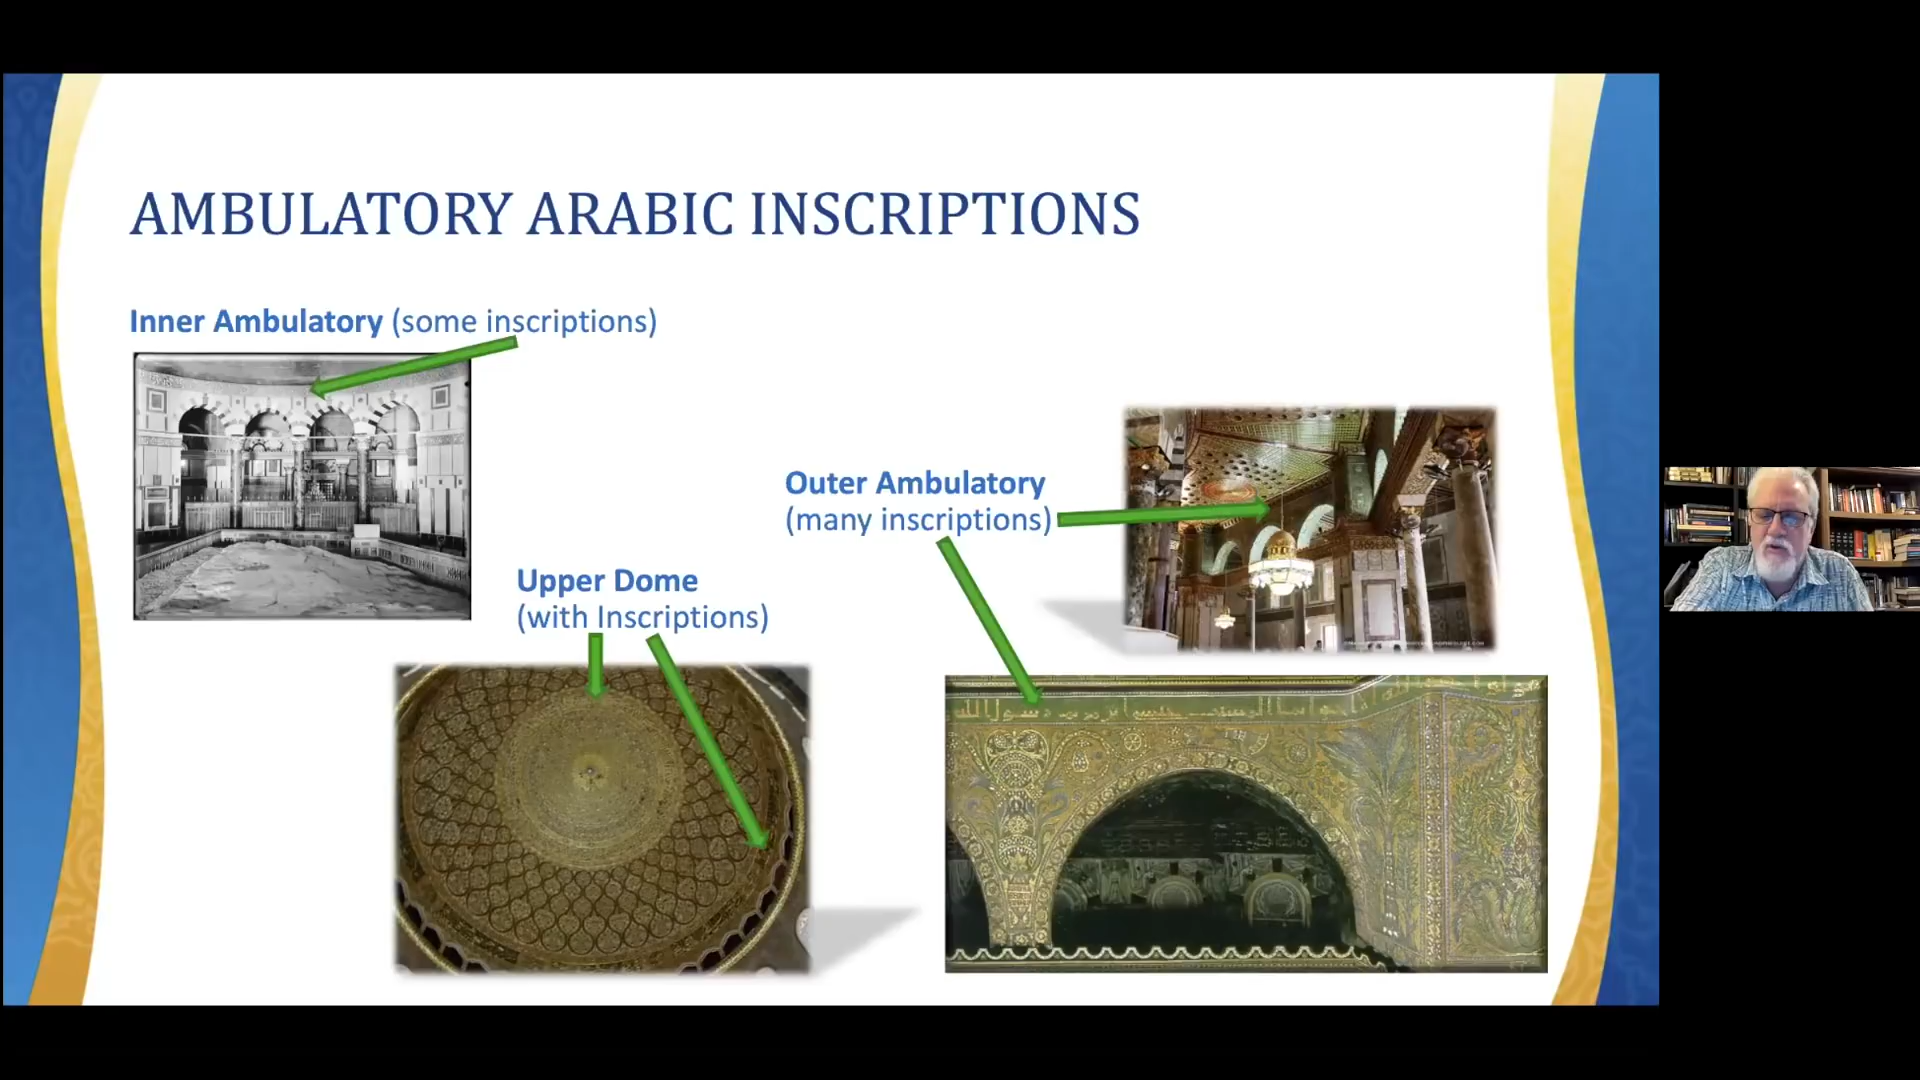 AMBULATORY ARABIC INSCRIPTIONS
Inner Ambulatory (some inscriptions)
Outer Ambulatory
(many inscriptions)
Upper Dome
(with Inscriptions)